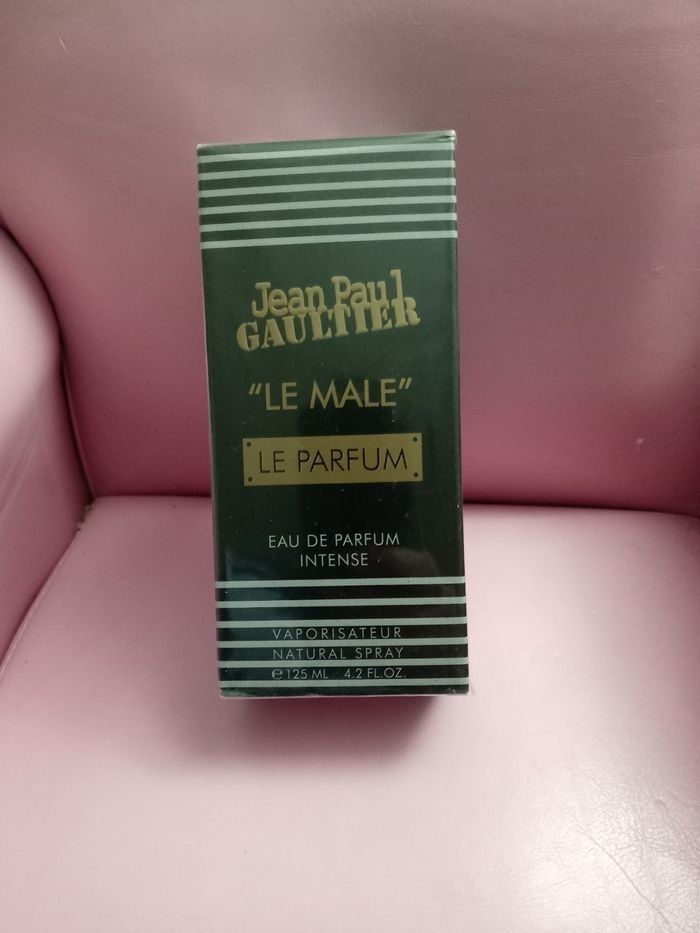 Jean Paul
GAULTIER
“LE MALE”
LE PARFUM
EAU DE PARFUM
INTENSE
VAPORISATEUR
NATURAL SPRAY
℮125 ML 4.2 FL.OZ.